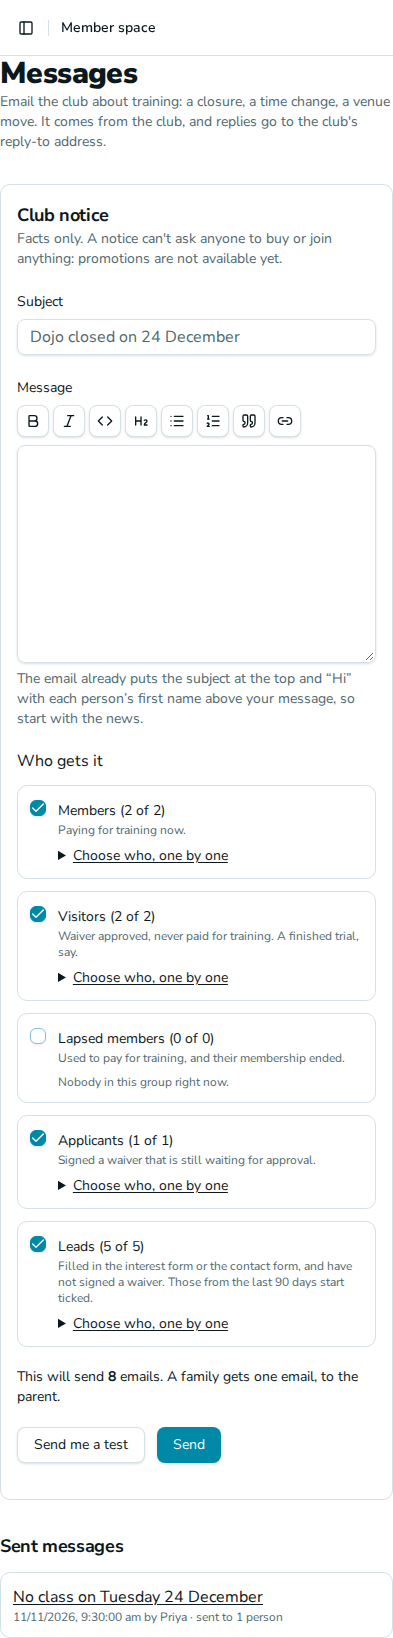 Member space
Messages
Email the club about training: a closure, a time change, a venue
move. It comes from the club, and replies go to the club's
reply-to address.
Club notice
Facts only. A notice can't ask anyone to buy or join
anything: promotions are not available yet.
Subject
Dojo closed on 24 December
Message
B I <> H2
The email already puts the subject at the top and “Hi”
with each person’s first name above your message, so
start with the news.
Who gets it
Members (2 of 2)
Paying for training now.
Choose who, one by one
Visitors (2 of 2)
Waiver approved, never paid for training. A finished trial,
say.
Choose who, one by one
Lapsed members (0 of 0)
Used to pay for training, and their membership ended.
Nobody in this group right now.
Applicants (1 of 1)
Signed a waiver that is still waiting for approval.
Choose who, one by one
Leads (5 of 5)
Filled in the interest form or the contact form, and have
not signed a waiver. Those from the last 90 days start
ticked.
Choose who, one by one
This will send 8 emails. A family gets one email, to the
parent.
Send me a test Send
Sent messages
No class on Tuesday 24 December
11/11/2026, 9:30:00 am by Priya · sent to 1 person